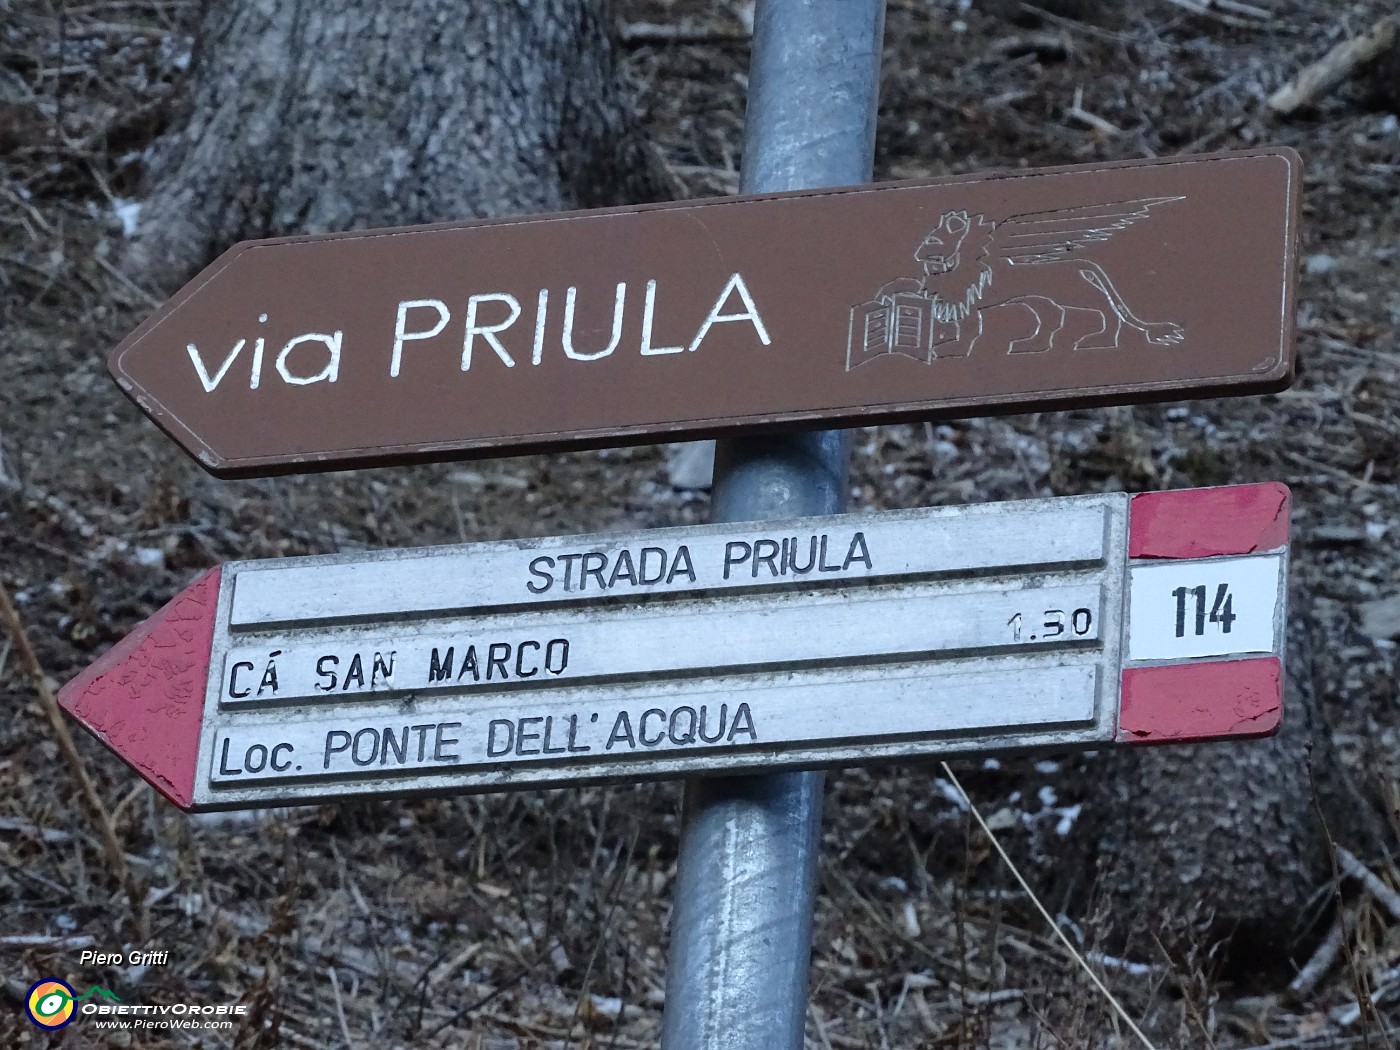 via PRIULA
STRADA PRIULA
CÁ SAN MARCO 1.30
Loc. PONTE DELL'ACQUA
114
Piero Gritti
OBIETTIVOROBIE
www.PieroWeb.com